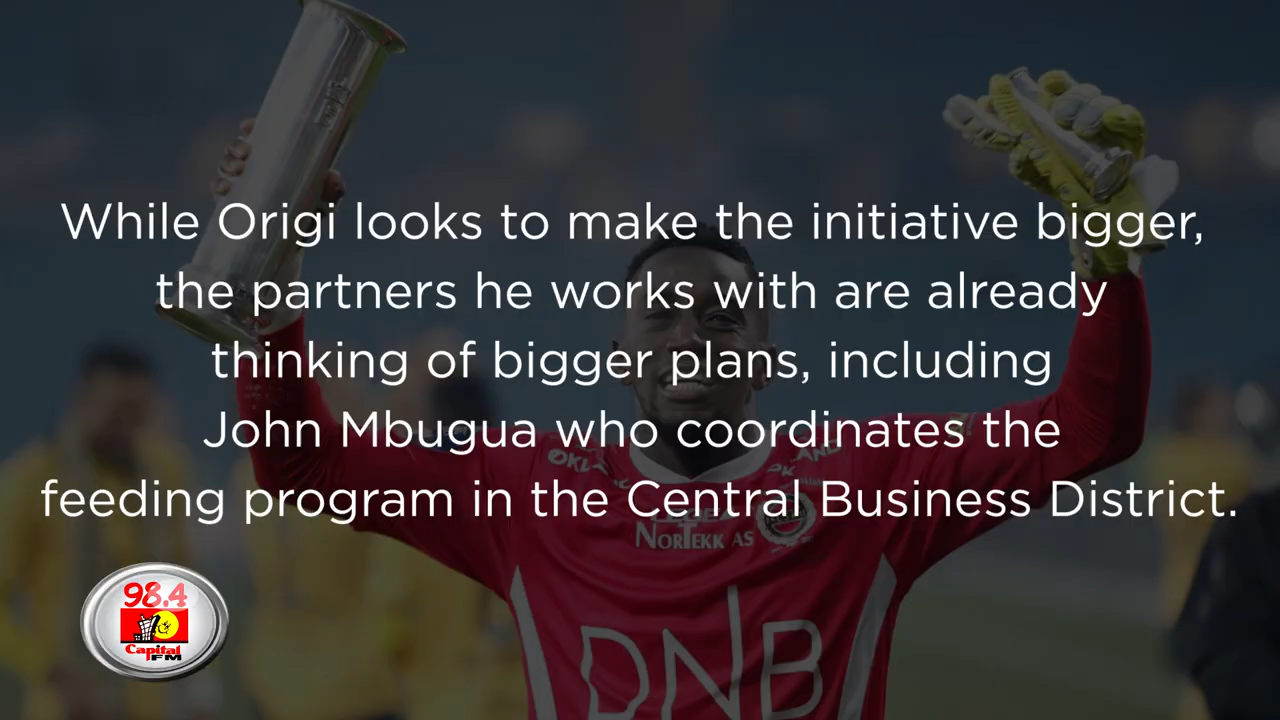 While Origi looks to make the initiative bigger,
the partners he works with are already
thinking of bigger plans, including
John Mbugua who coordinates the
feeding program in the Central Business District.
NORTEKK AS
DNB
98.4
Capital
FM